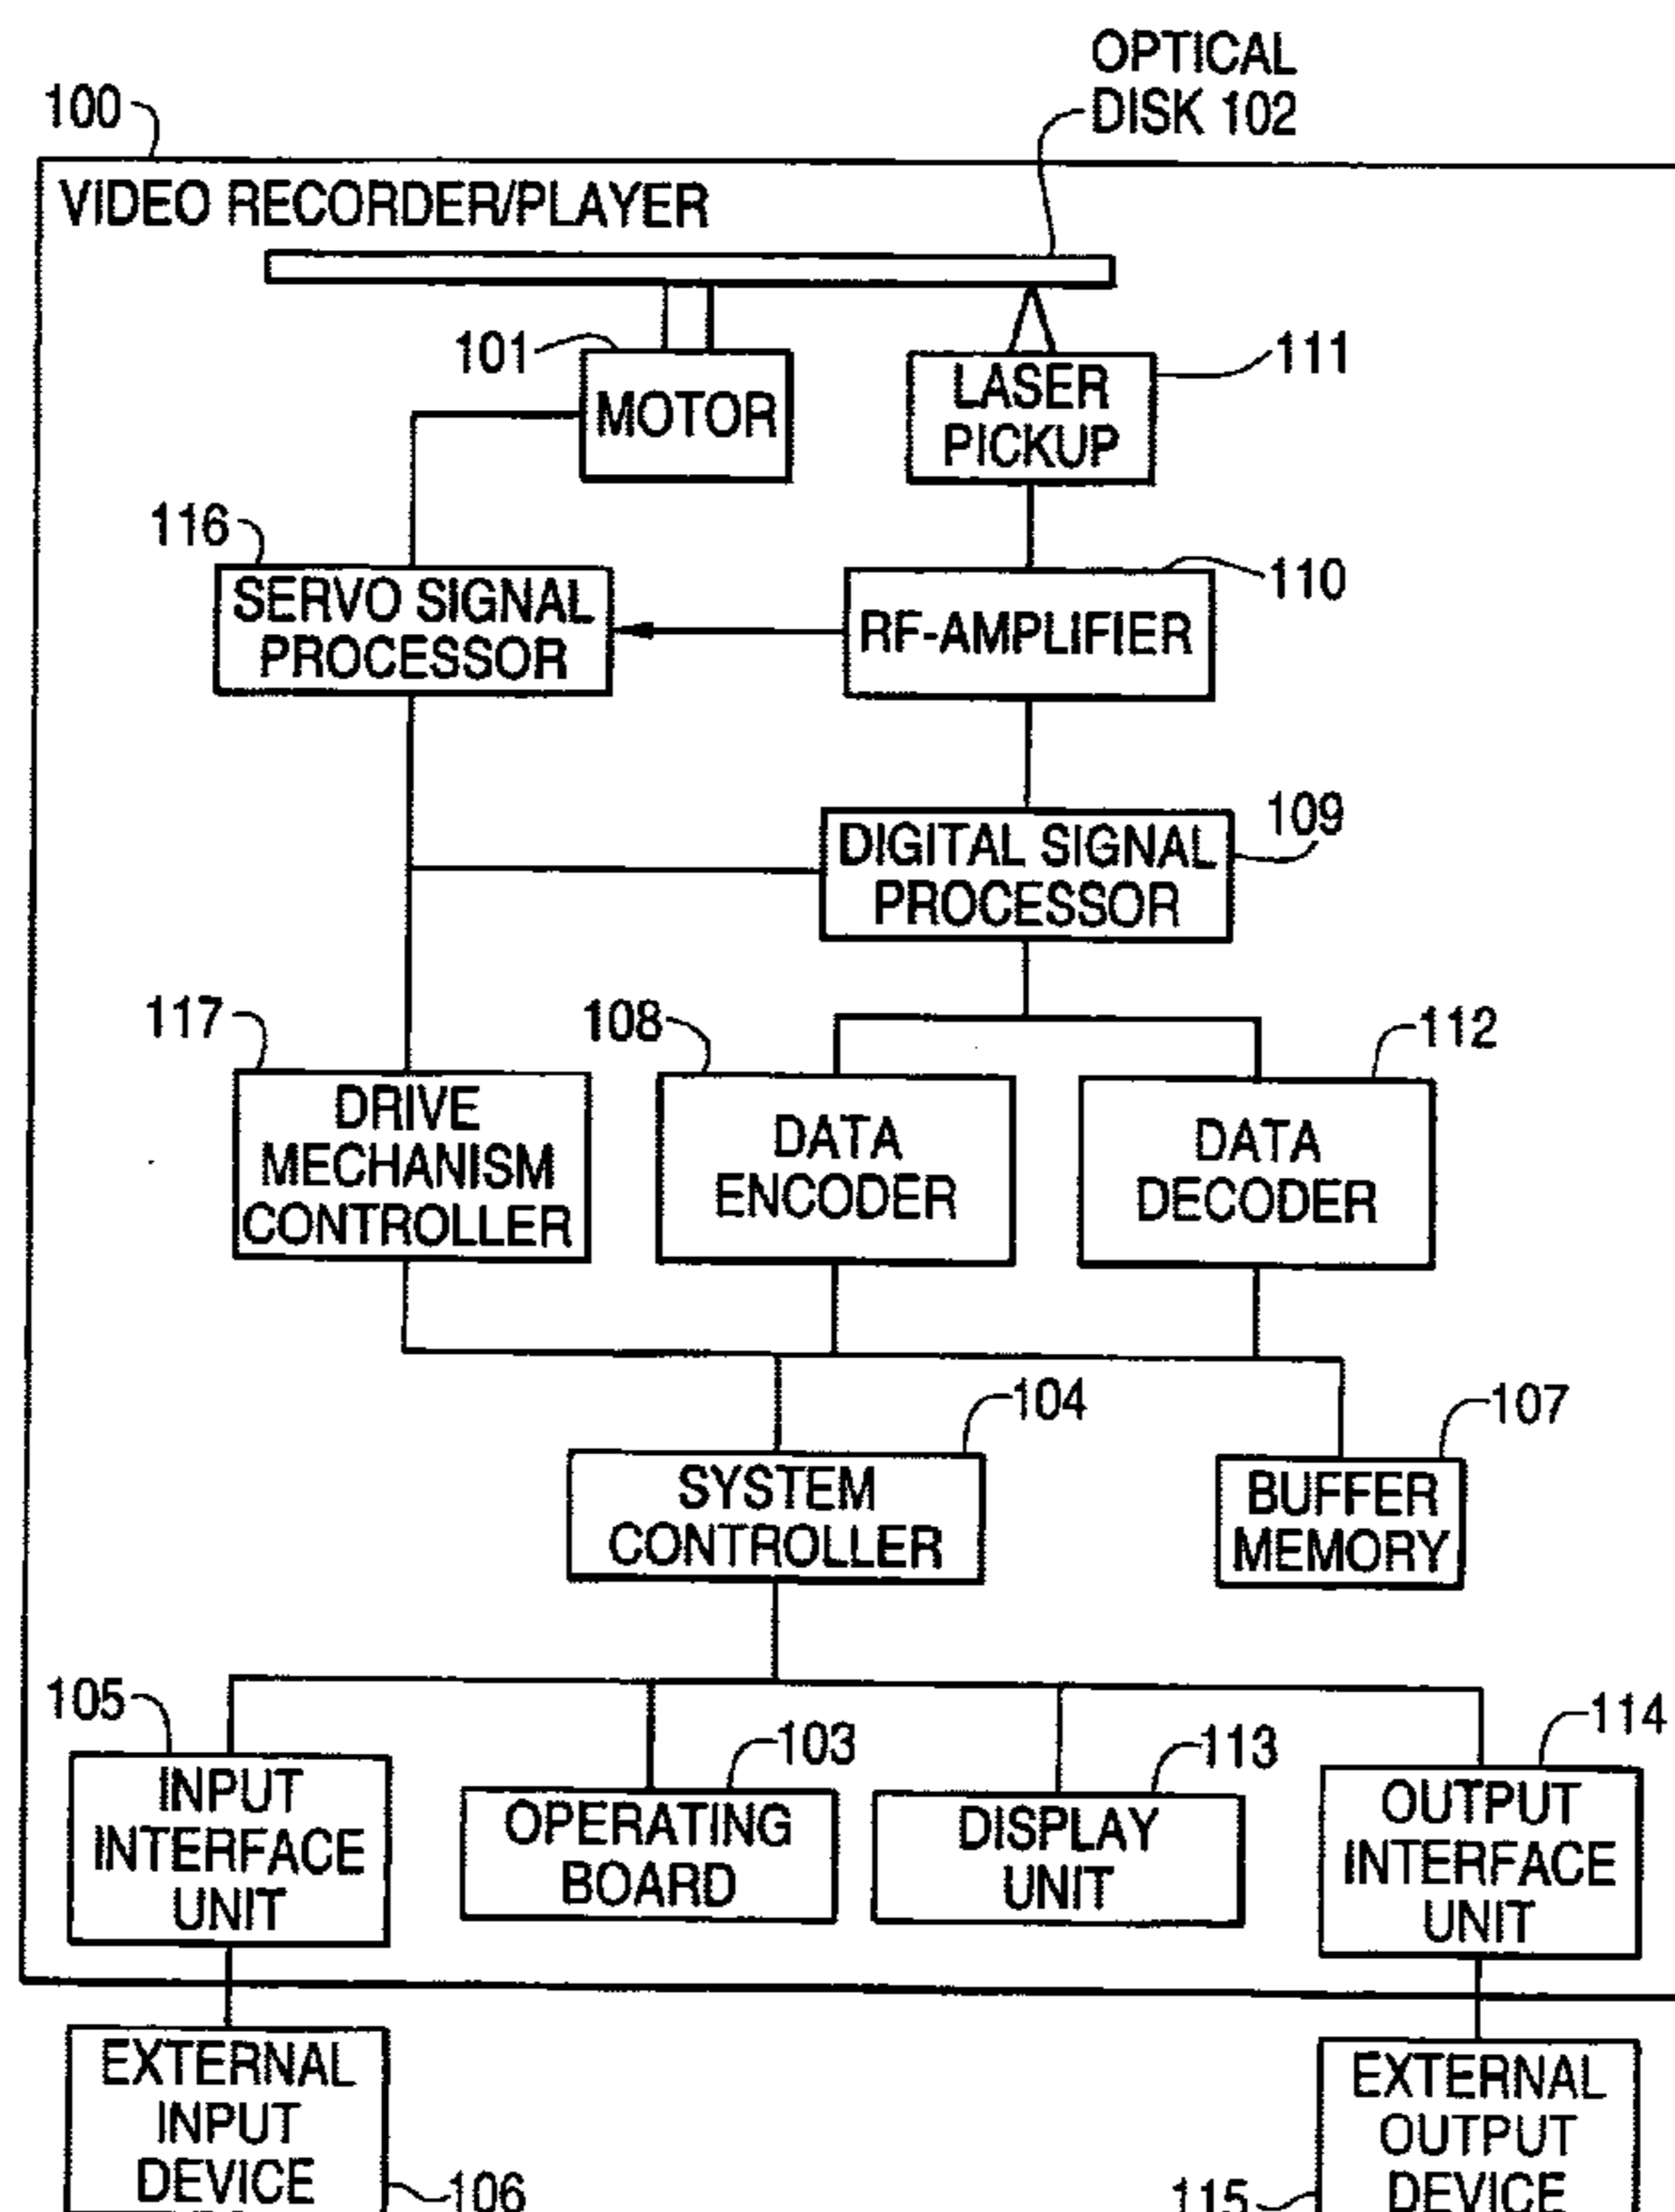 OPTICAL
DISK 102
100
VIDEO RECORDER/PLAYER
101
MOTOR
LASER
PICKUP
111
116
SERVO SIGNAL
PROCESSOR
110
RF-AMPLIFIER
109
DIGITAL SIGNAL
PROCESSOR
117
DRIVE
MECHANISM
CONTROLLER
108
DATA
ENCODER
112
DATA
DECODER
104
SYSTEM
CONTROLLER
107
BUFFER
MEMORY
105
INPUT
INTERFACE
UNIT
103
OPERATING
BOARD
113
DISPLAY
UNIT
114
OUTPUT
INTERFACE
UNIT
EXTERNAL
INPUT
DEVICE
106
EXTERNAL
OUTPUT
DEVICE
115